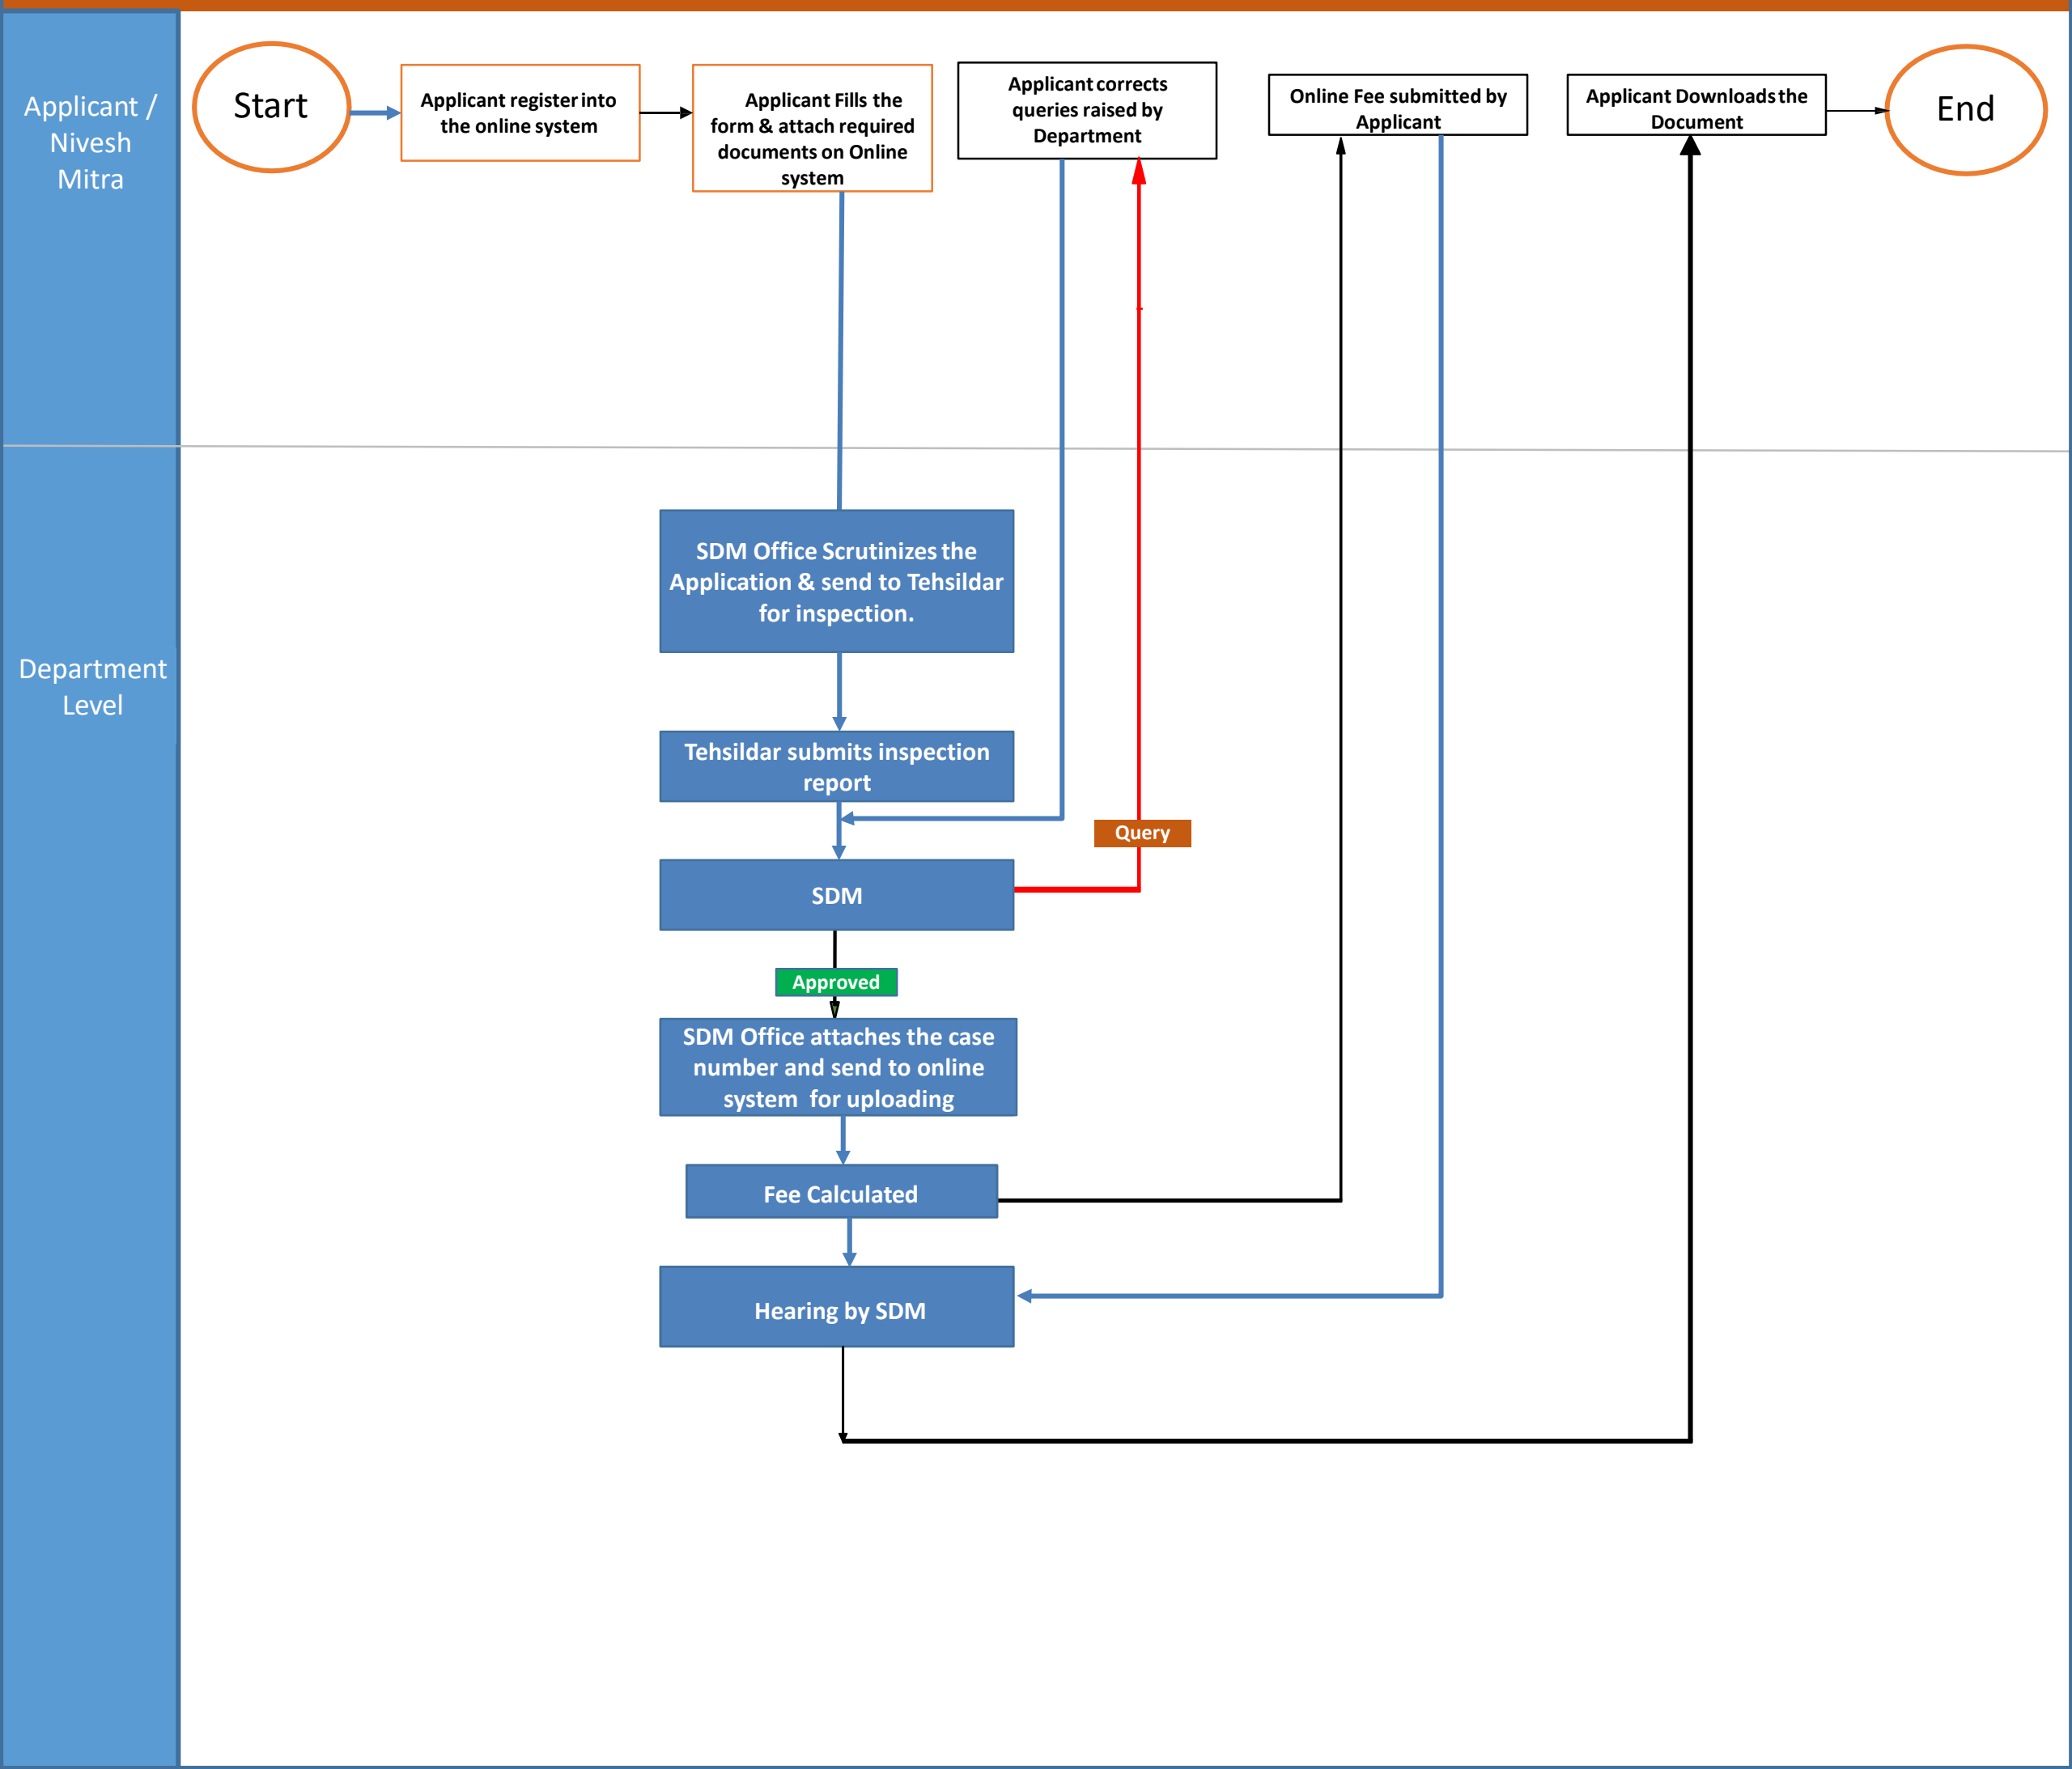 Applicant /
Nivesh
Mitra
Start
Applicant register into
the online system
Applicant Fills the
form & attach required
documents on Online
system
Applicant corrects
queries raised by
Department
Online Fee submitted by
Applicant
Applicant Downloads the
Document
End
Department
Level
SDM Office Scrutinizes the
Application & send to Tehsildar
for inspection.
Tehsildar submits inspection
report
Query
SDM
Approved
SDM Office attaches the case
number and send to online
system for uploading
Fee Calculated
Hearing by SDM